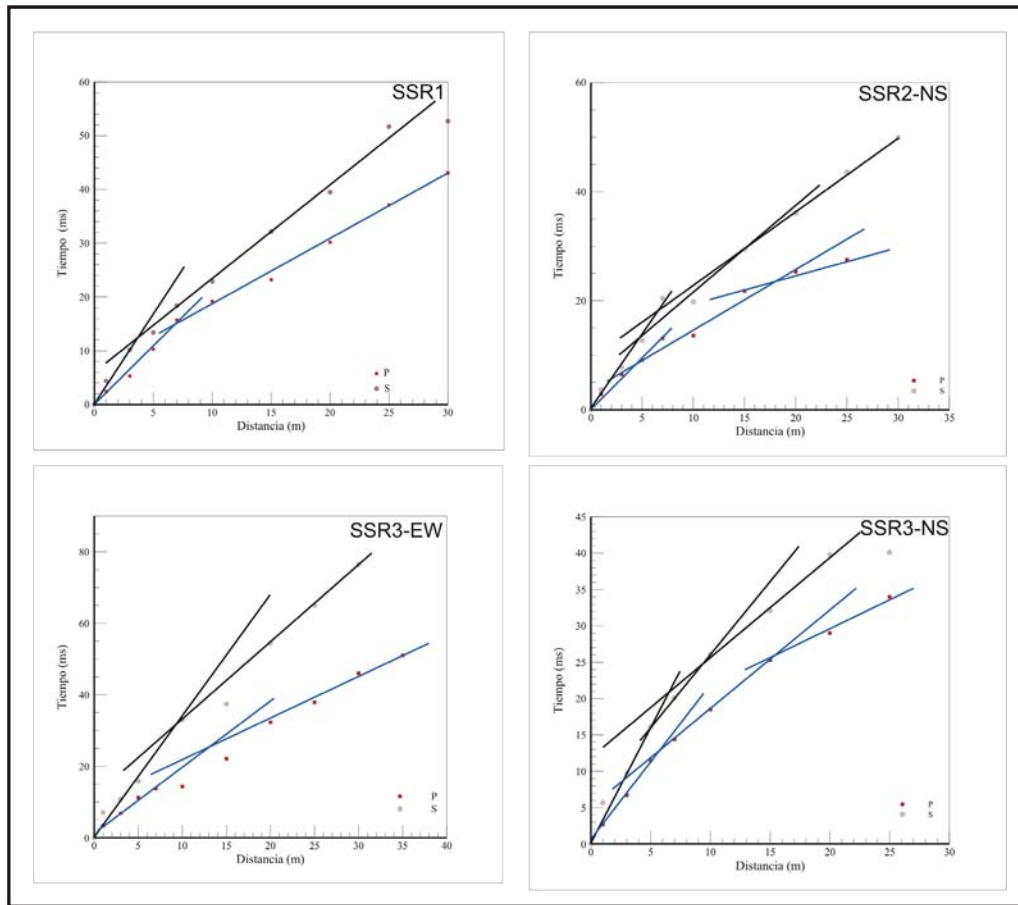 SSR1
60
50
40
30
20
10
0
Tiempo (ms)
P
S
0 5 10 15 20 25 30
Distancia (m)
SSR2-NS
60
40
20
0
Tiempo (ms)
P
S
0 5 10 15 20 25 30 35
Distancia (m)
SSR3-EW
80
60
40
20
0
Tiempo (ms)
P
S
0 5 10 15 20 25 30 35 40
Distancia (m)
SSR3-NS
45
40
35
30
25
20
15
10
5
0
Tiempo (ms)
P
S
0 5 10 15 20 25 30
Distancia (m)